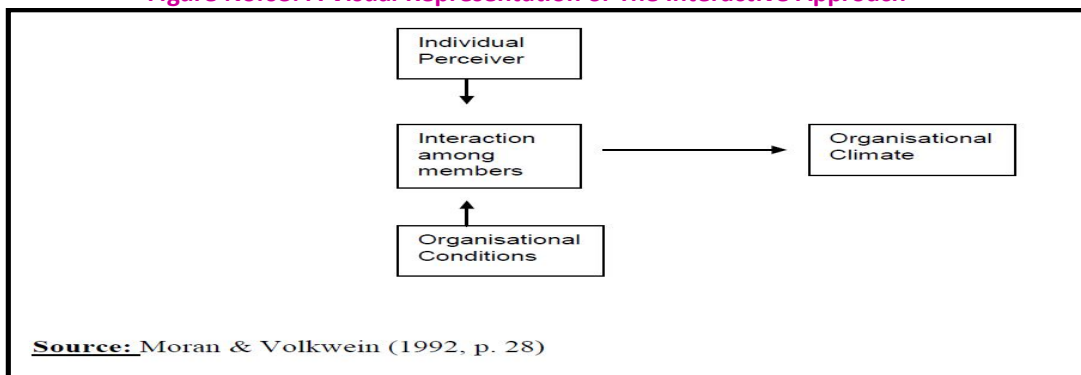 Figure A Visual Representation of The Interactive Approach
Individual
Perceiver
Interaction
among
members
Organisational
Climate
Organisational
Conditions
Source: Moran & Volkwein (1992, p. 28)